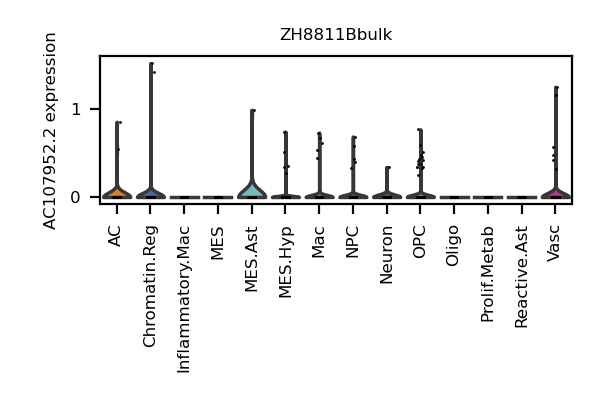 ZH8811Bbulk
AC107952.2 expression
1
0
AC
Chromatin.Reg
Inflammatory.Mac
MES
MES.Ast
MES.Hyp
Mac
NPC
Neuron
OPC
Oligo
Prolif.Metab
Reactive.Ast
Vasc